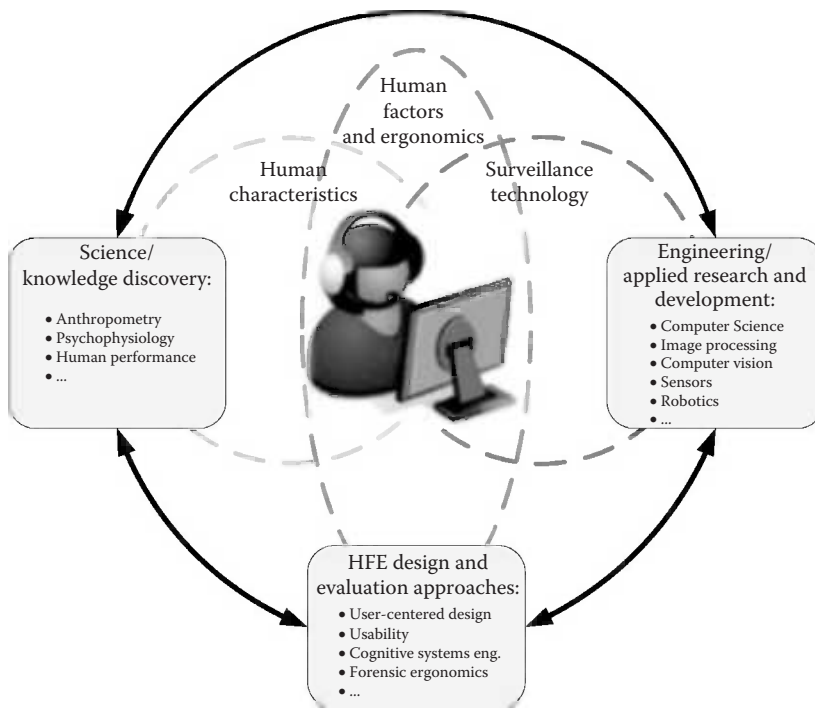 Human
factors
and ergonomics
Human
characteristics
Surveillance
technology
Science/
knowledge discovery:
• Anthropometry
• Psychophysiology
• Human performance
• ...
Engineering/
applied research and
development:
• Computer Science
• Image processing
• Computer vision
• Sensors
• Robotics
• ...
HFE design and
evaluation approaches:
• User-centered design
• Usability
• Cognitive systems eng.
• Forensic ergonomics
• ...